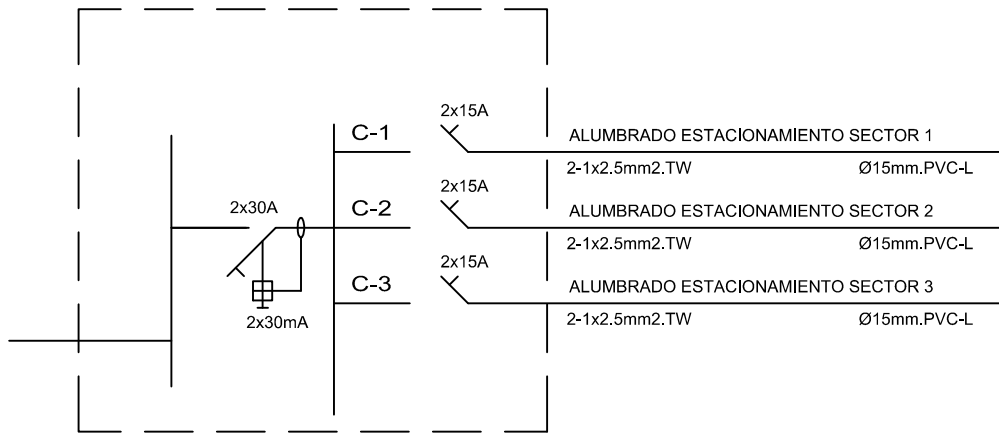 2x15A
C-1
ALUMBRADO ESTACIONAMIENTO SECTOR 1
2-1x2.5mm2.TW Ø15mm.PVC-L
2x15A
2x30A
C-2
ALUMBRADO ESTACIONAMIENTO SECTOR 2
2-1x2.5mm2.TW Ø15mm.PVC-L
2x15A
C-3
ALUMBRADO ESTACIONAMIENTO SECTOR 3
2x30mA
2-1x2.5mm2.TW Ø15mm.PVC-L